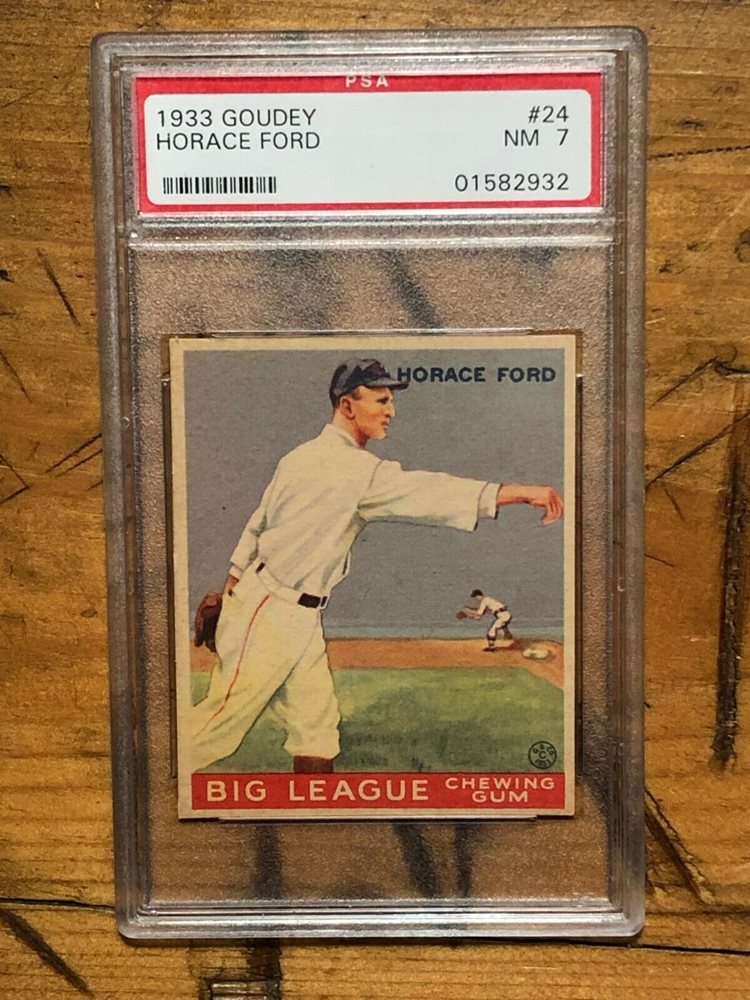 PSA
1933 GOUDEY #24
HORACE FORD NM 7
01582932
HORACE FORD
BIG LEAGUE CHEWING GUM